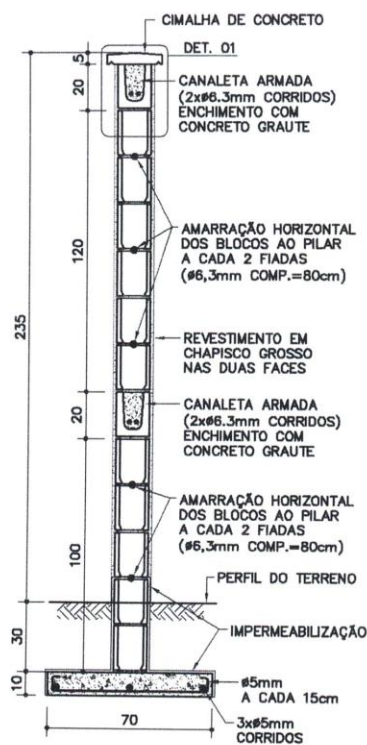 CIMALHA DE CONCRETO
DET. 01
5
20
CANALETA ARMADA
(2xø6.3mm CORRIDOS)
ENCHIMENTO COM
CONCRETO GRAUTE
120
AMARRAÇÃO HORIZONTAL
DOS BLOCOS AO PILAR
A CADA 2 FIADAS
(ø6,3mm COMP.=80cm)
235
REVESTIMENTO EM
CHAPISCO GROSSO
NAS DUAS FACES
20
CANALETA ARMADA
(2xø6.3mm CORRIDOS)
ENCHIMENTO COM
CONCRETO GRAUTE
100
AMARRAÇÃO HORIZONTAL
DOS BLOCOS AO PILAR
A CADA 2 FIADAS
(ø6,3mm COMP.=80cm)
PERFIL DO TERRENO
30
IMPERMEABILIZAÇÃO
10
ø5mm
A CADA 15cm
70
3xø5mm
CORRIDOS